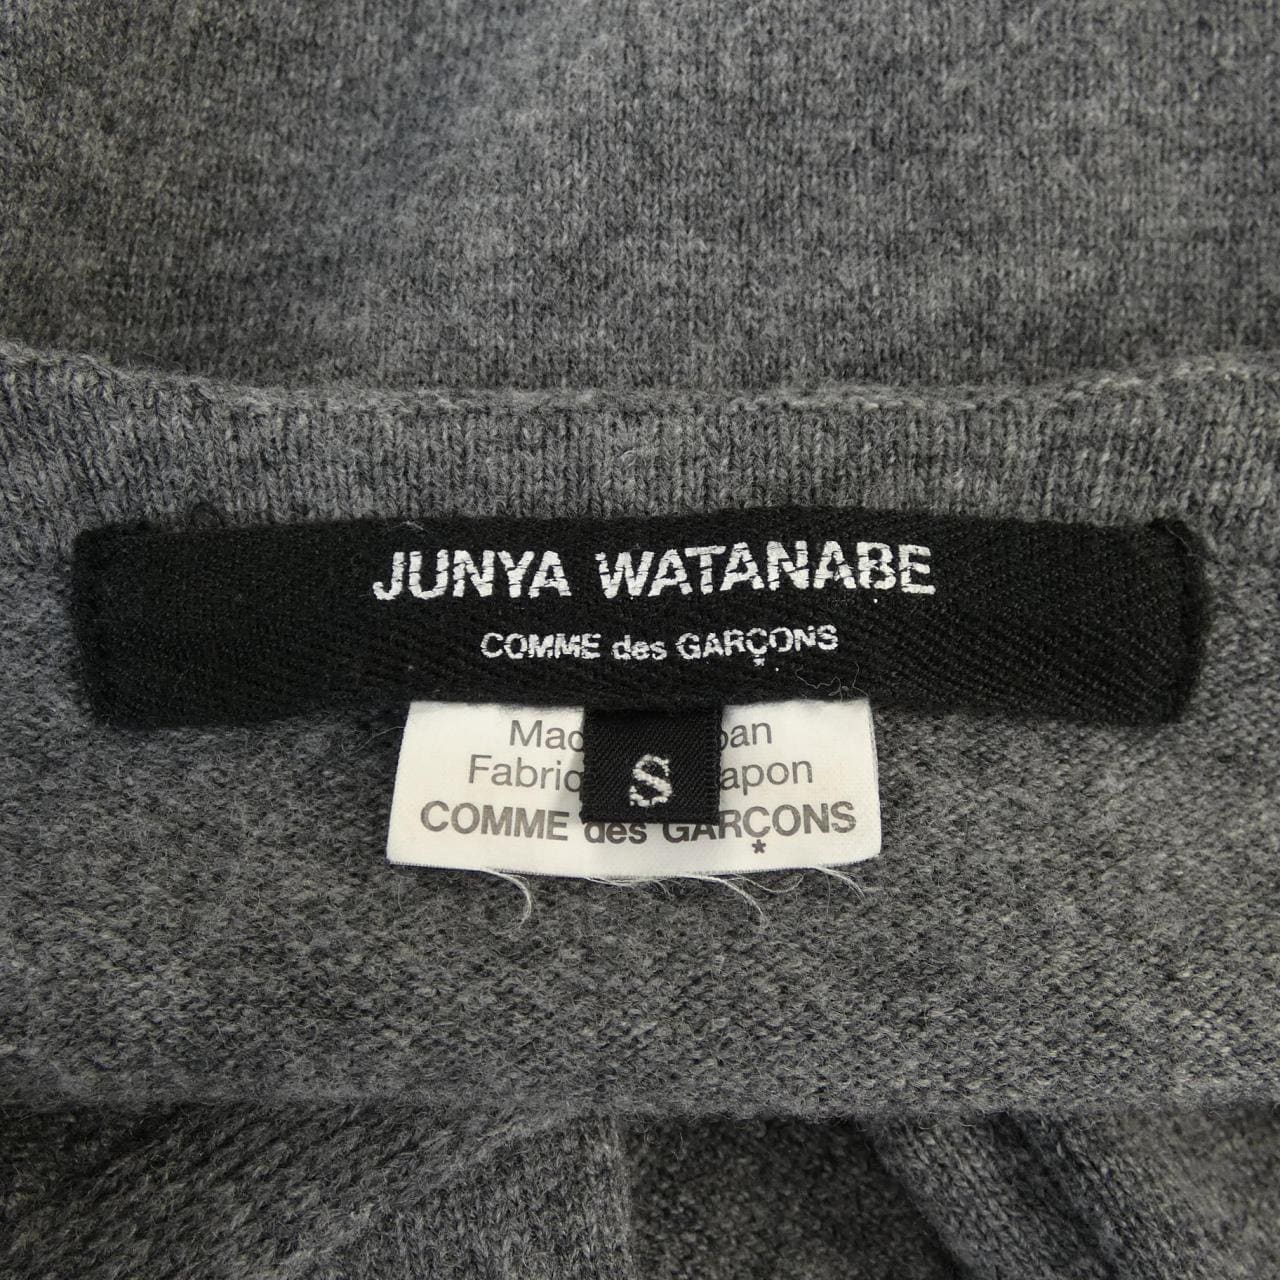 JUNYA WATANABE
COMME des GARÇONS
S
COMME des GARÇONS
*